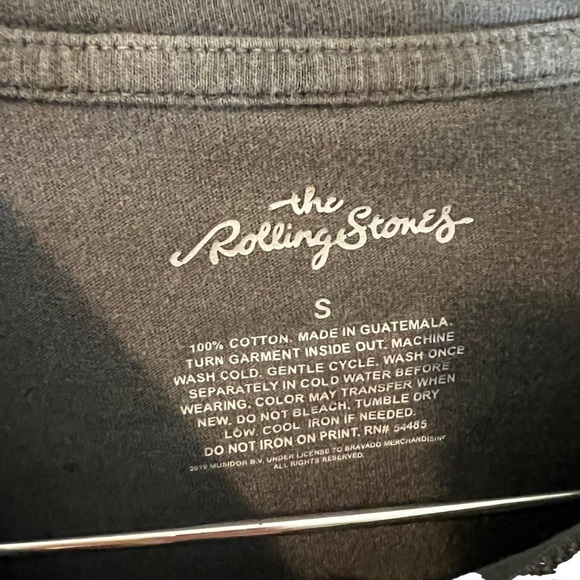 the
Rolling Stones
S
100% COTTON. MADE IN GUATEMALA.
TURN GARMENT INSIDE OUT. MACHINE
WASH COLD. GENTLE CYCLE. WASH ONCE
SEPARATELY IN COLD WATER BEFORE
WEARING. COLOR MAY TRANSFER WHEN
NEW. DO NOT BLEACH. TUMBLE DRY
LOW. COOL IRON IF NEEDED.
DO NOT IRON ON PRINT. RN# 54485
MUSIDOR B.V. UNDER LICENSE TO BRAVADO MERCHANDISING
ALL RIGHTS RESERVED.